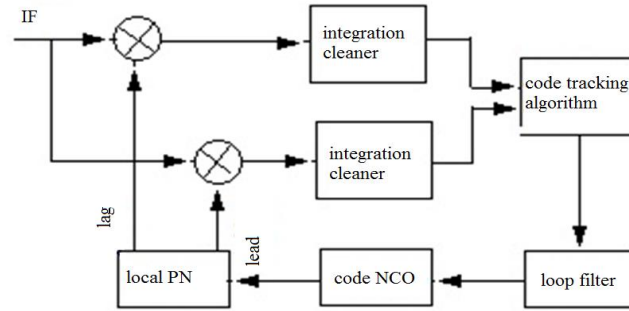 IF
integration
cleaner
code tracking
algorithm
integration
cleaner
lag
lead
local PN
code NCO
loop filter